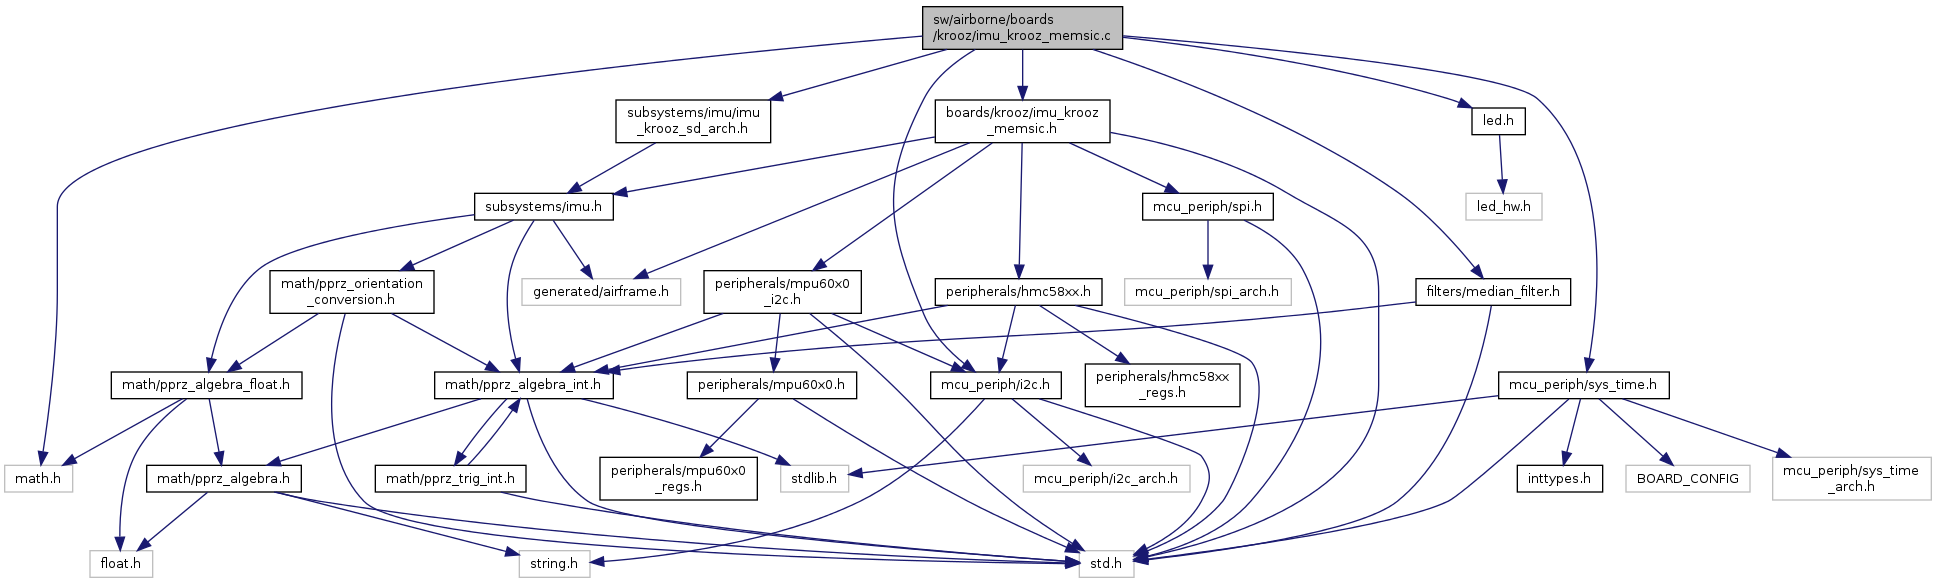 sw/airborne/boards
/krooz/imu_krooz_memsic.c
subsystems/imu/imu
_krooz_sd_arch.h
boards/krooz/imu_krooz
_memsic.h
led.h
subsystems/imu.h
mcu_periph/spi.h
led_hw.h
math/pprz_orientation
_conversion.h
generated/airframe.h
peripherals/mpu60x0
_i2c.h
peripherals/hmc58xx.h
mcu_periph/spi_arch.h
filters/median_filter.h
math/pprz_algebra_float.h
math/pprz_algebra_int.h
peripherals/mpu60x0.h
mcu_periph/i2c.h
peripherals/hmc58xx
_regs.h
mcu_periph/sys_time.h
math.h
math/pprz_algebra.h
math/pprz_trig_int.h
peripherals/mpu60x0
_regs.h
stdlib.h
mcu_periph/i2c_arch.h
inttypes.h
BOARD_CONFIG
mcu_periph/sys_time
_arch.h
float.h
string.h
std.h